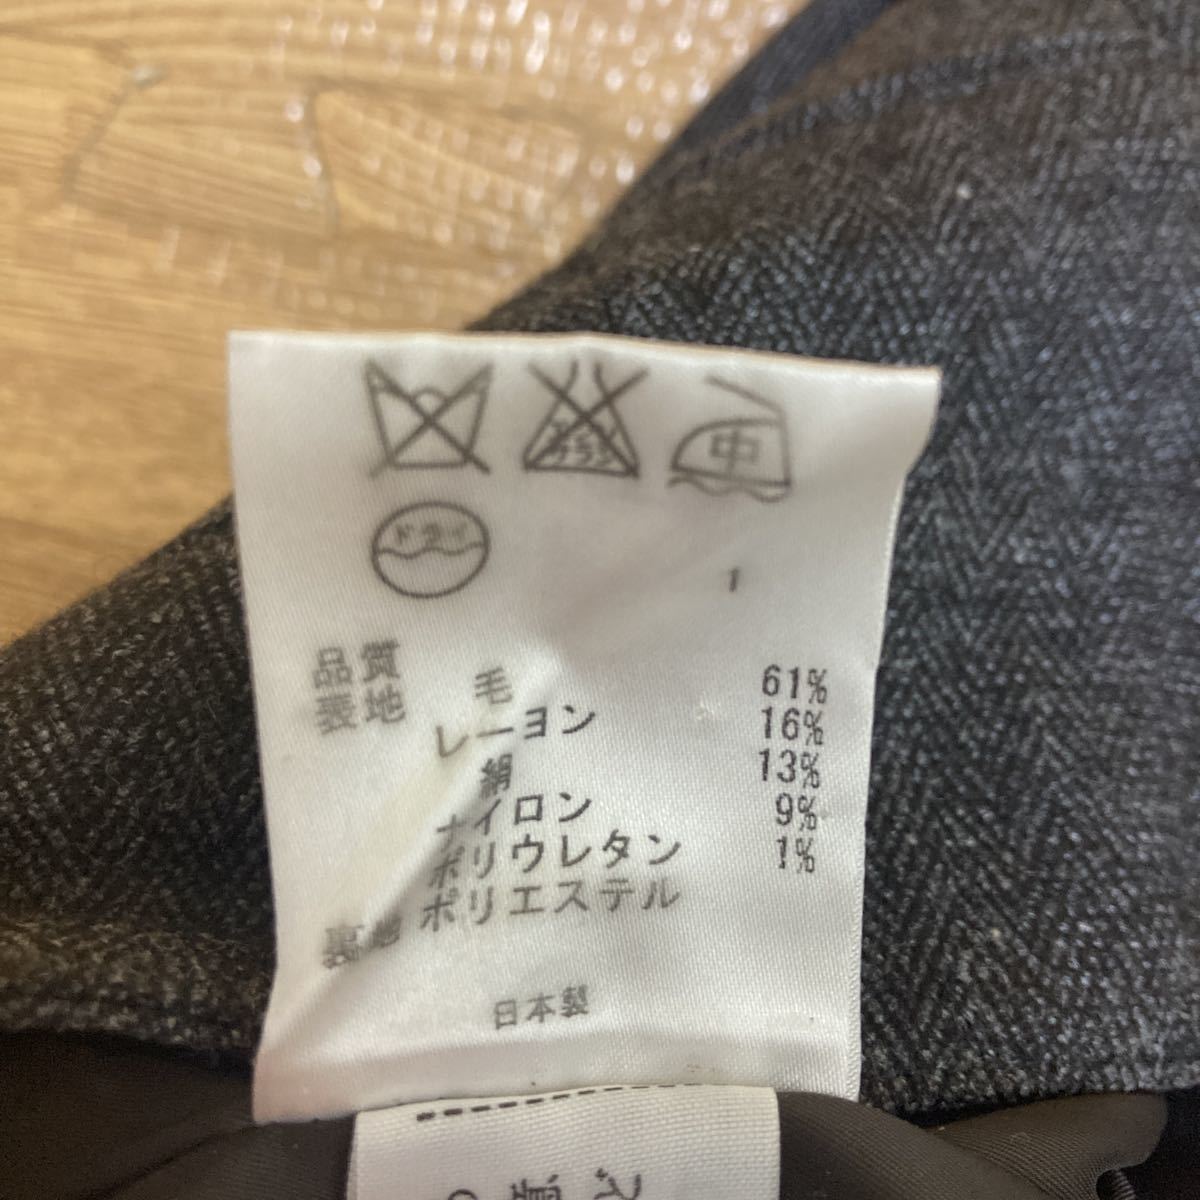 中
ドライ
1
品質
表地 毛 61%
レーヨン 16%
絹 13%
ナイロン 9%
ポリウレタン 1%
裏地 ポリエステル
日本製